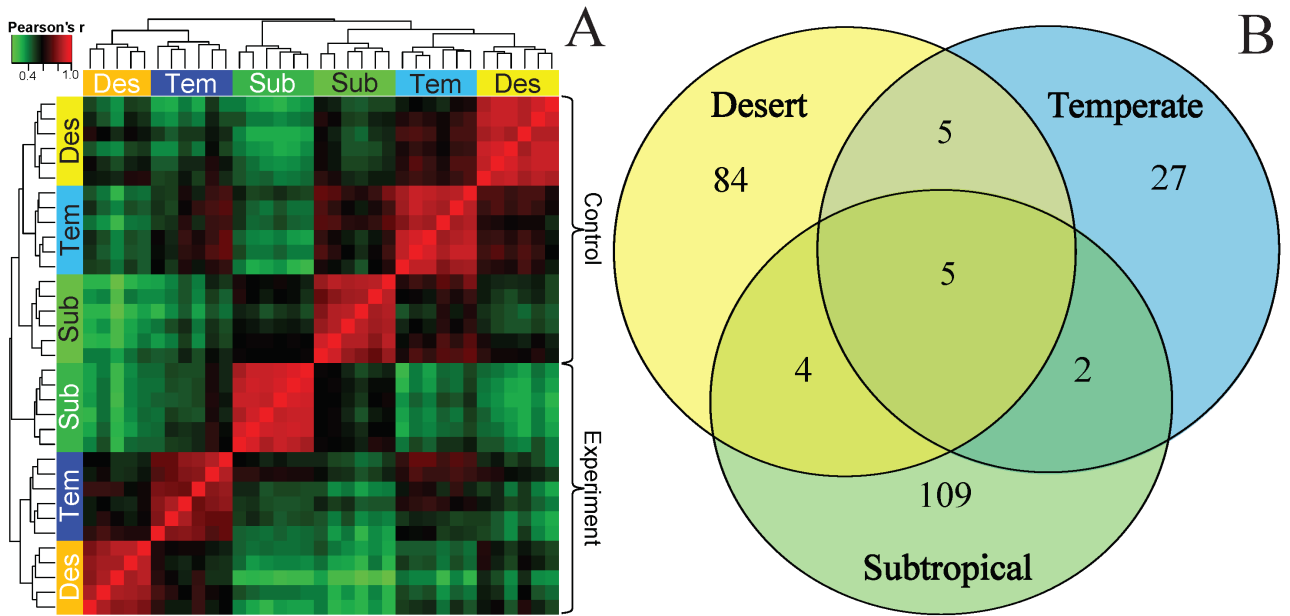 Pearson's r
0.4
1.0
A
Des Tem Sub Sub Tem Des
Des
Tem
Sub
Sub
Tem
Des
Control
Experiment
B
Desert
Temperate
5
84
27
5
4
2
109
Subtropical